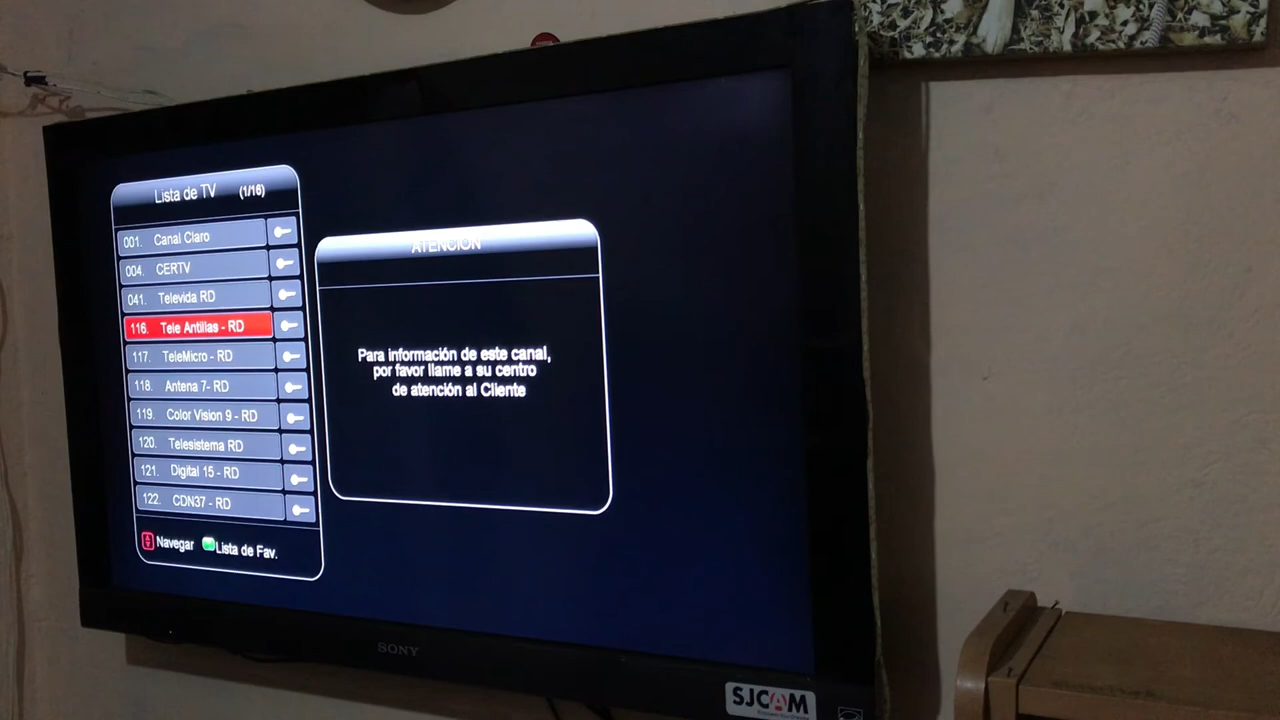 Lista de TV (1/16)
001. Canal Claro
004. CERTV
041. Televida RD
116. Tele Antillas - RD
117. TeleMicro - RD
118. Antena 7- RD
119. Color Vision 9 - RD
120. Telesistema RD
121. Digital 15 - RD
122. CDN37 - RD
Navegar Lista de Fav.
ATENCION
Para información de este canal,
por favor llame a su centro
de atención al Cliente
SONY
SJCAM